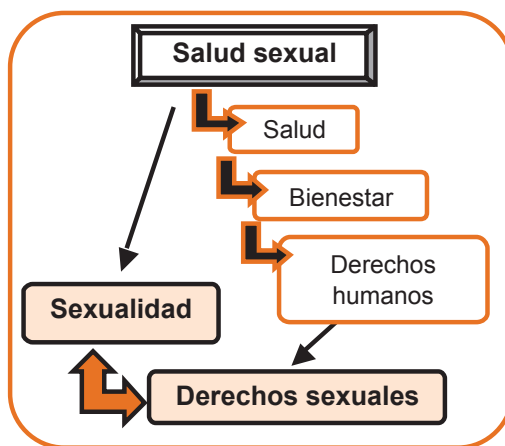 Salud sexual
Salud
Bienestar
Derechos
humanos
Sexualidad
Derechos sexuales